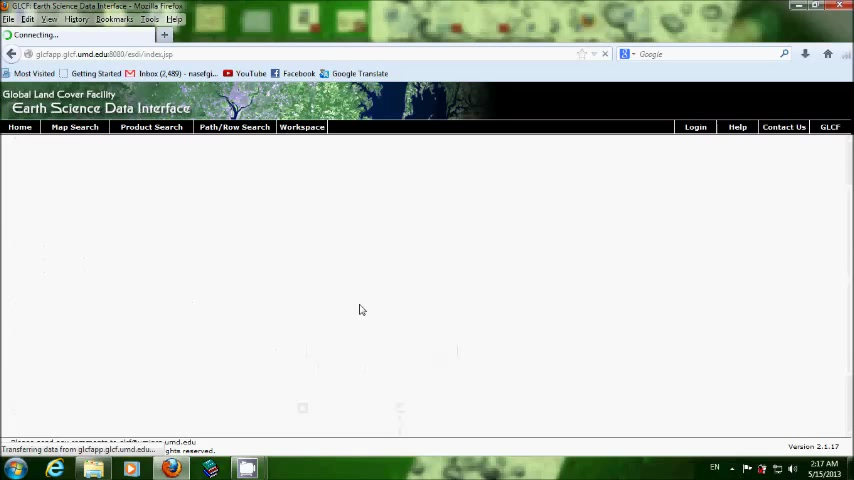 GLCF: Earth Science Data Interface - Mozilla Firefox
File Edit View History Bookmarks Tools Help
Connecting...
glcfapp.glcf.umd.edu:8080/esdi/index.jsp
Google
Most Visited Getting Started Inbox (2,489) - nasefgi... YouTube Facebook Google Translate
Global Land Cover Facility
Earth Science Data Interface
Home Map Search Product Search Path/Row Search Workspace Login Help Contact Us GLCF
Transferring data from glcfapp.glcf.umd.edu...
ghts reserved.
Version 2.1.17
EN
2:17 AM
5/15/2013